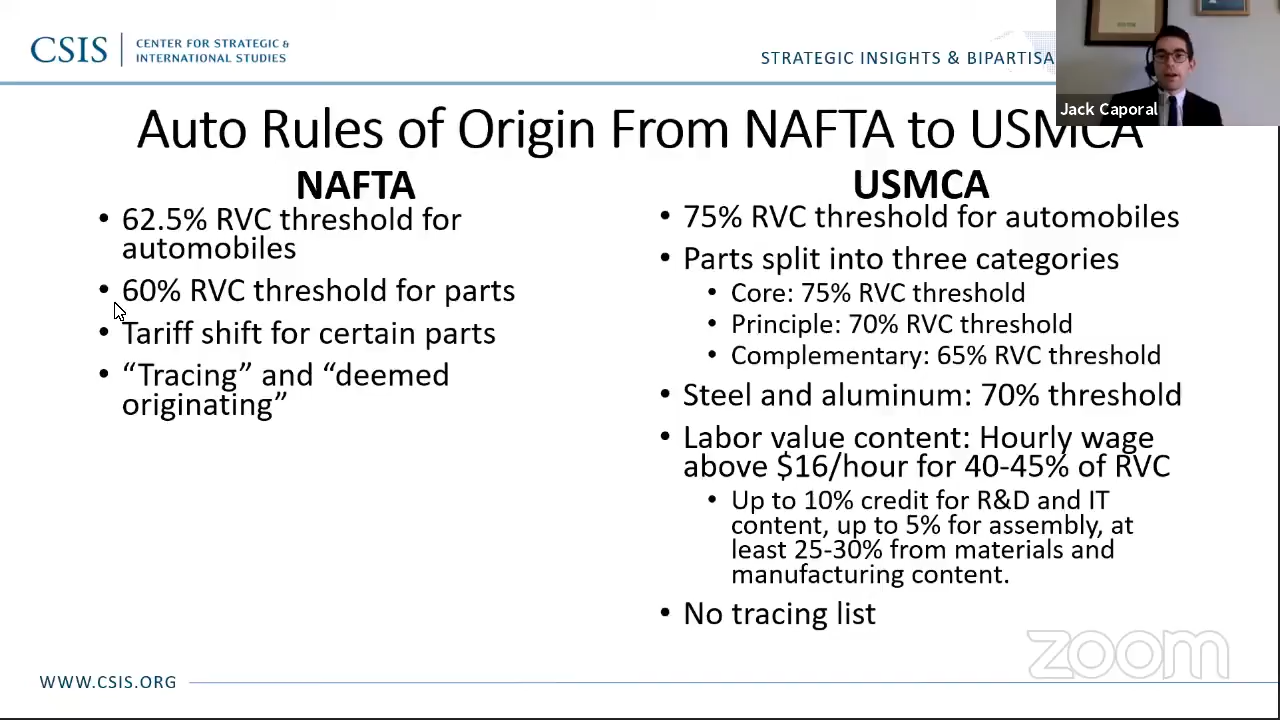 CSIS
CENTER FOR STRATEGIC &
INTERNATIONAL STUDIES
STRATEGIC INSIGHTS & BIPARTISA
Jack Caporal
Auto Rules of Origin From NAFTA to USMCA
NAFTA
• 62.5% RVC threshold for
automobiles
• 60% RVC threshold for parts
• Tariff shift for certain parts
• “Tracing” and “deemed
originating”
USMCA
• 75% RVC threshold for automobiles
• Parts split into three categories
• Core: 75% RVC threshold
• Principle: 70% RVC threshold
• Complementary: 65% RVC threshold
• Steel and aluminum: 70% threshold
• Labor value content: Hourly wage
above $16/hour for 40-45% of RVC
• Up to 10% credit for R&D and IT
content, up to 5% for assembly, at
least 25-30% from materials and
manufacturing content.
• No tracing list
zoom
WWW.CSIS.ORG